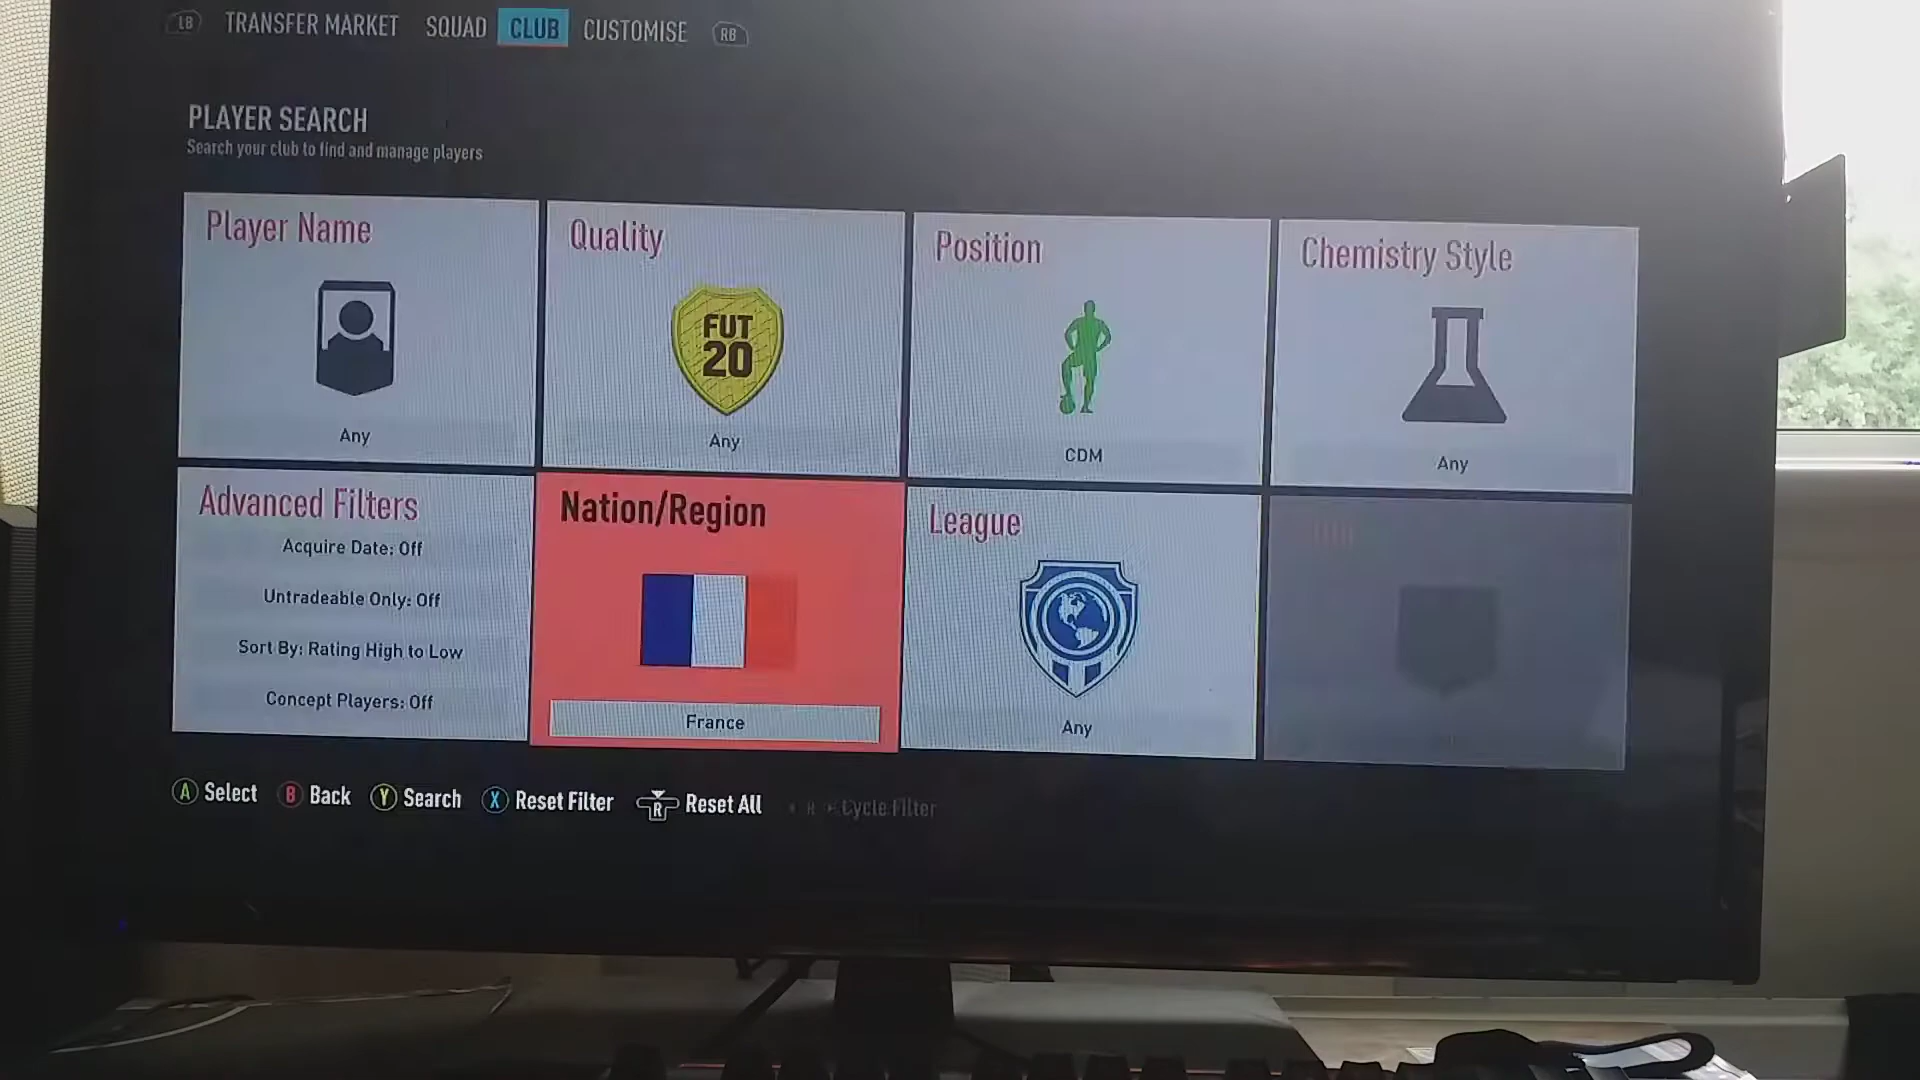 LB TRANSFER MARKET SQUAD CLUB CUSTOMISE RB
PLAYER SEARCH
Search your club to find and manage players
Player Name
Any
Quality
FUT
20
Any
Position
CDM
Chemistry Style
Any
Advanced Filters
Acquire Date: Off
Untradeable Only: Off
Sort By: Rating High to Low
Concept Players: Off
Nation/Region
France
League
Any
A Select B Back Y Search X Reset Filter R Reset All R Cycle Filter